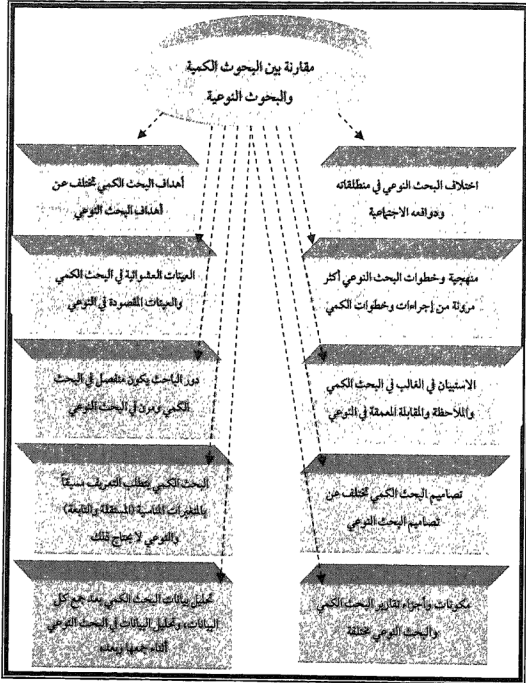 مقارنة بين البحوث الكمية
والبحوث النوعية
اختلاف البحث النوعي في منطلقاته
ودوافعه الاجتماعية
أهداف البحث الكمي تختلف عن
أهداف البحث النوعي
منهجية وخطوات البحث النوعي أكثر
مرونة من إجراءات وخطوات الكمي
العينات العشوائية في البحث الكمي
والعينات المقصودة في النوعي
الاستبيان في الغالب في البحث الكمي
والملاحظة والمقابلة المعمقة في النوعي
دور الباحث يكون منفصل في البحث
الكمي ومرن في البحث النوعي
تصاميم البحث الكمي تختلف عن
تصاميم البحث النوعي
البحث الكمي يتطلب التعريف مسبقاً
بالمتغيرات المناسبة (المستقلة والتابعة)
والنوعي لا يحتاج لذلك
مكونات وأجزاء تقارير البحث الكمي
والبحث النوعي مختلفة
تحليل بيانات البحث الكمي بعد جمع كل
البيانات، وتحليل البيانات في البحث النوعي
أثناء جمعها وبعده